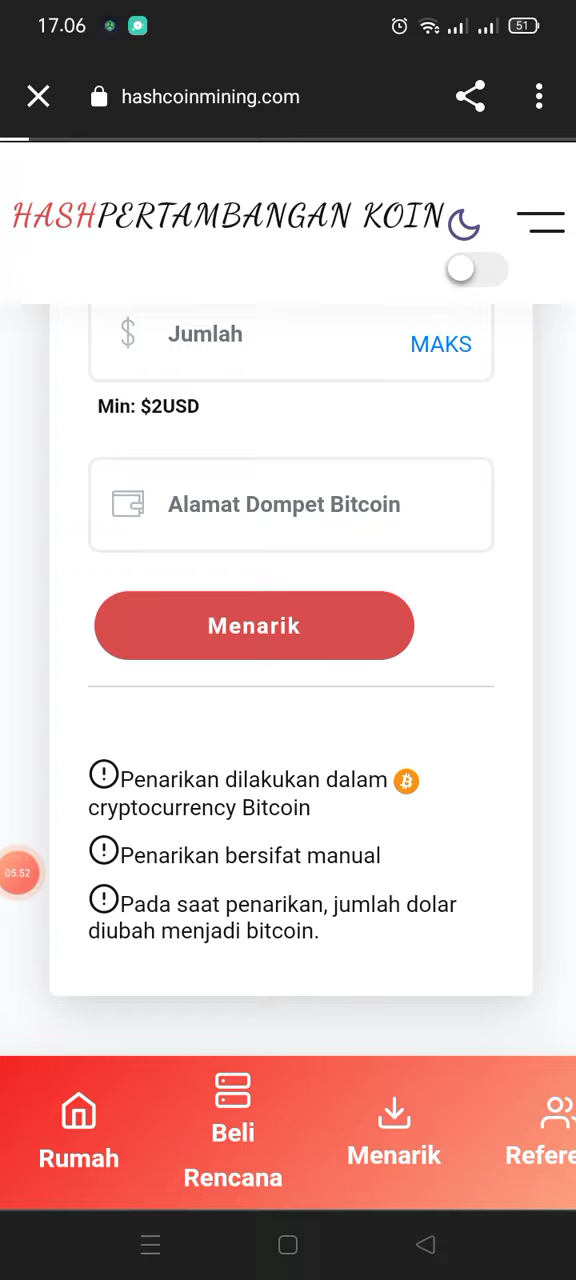 17.06
51
hashcoinmining.com
HASHPERTAMBANGAN KOIN
Jumlah
MAKS
Min: $2USD
Alamat Dompet Bitcoin
Menarik
Penarikan dilakukan dalam
cryptocurrency Bitcoin
Penarikan bersifat manual
05.52
Pada saat penarikan, jumlah dolar
diubah menjadi bitcoin.
Rumah
Beli
Rencana
Menarik
Refere